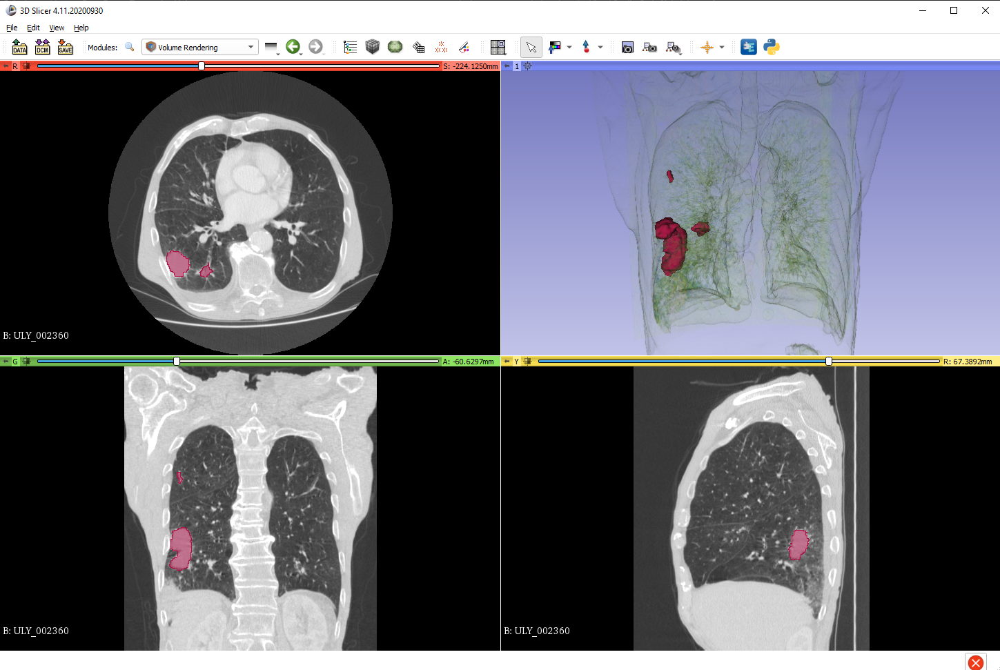 3D Slicer 4.11.20200930
File Edit View Help
DATA DCM SAVE Modules: Volume Rendering
R S: -224.1250mm
1
B: ULY_002360
G A: -60.6297mm
Y R: 67.3892mm
B: ULY_002360
B: ULY_002360